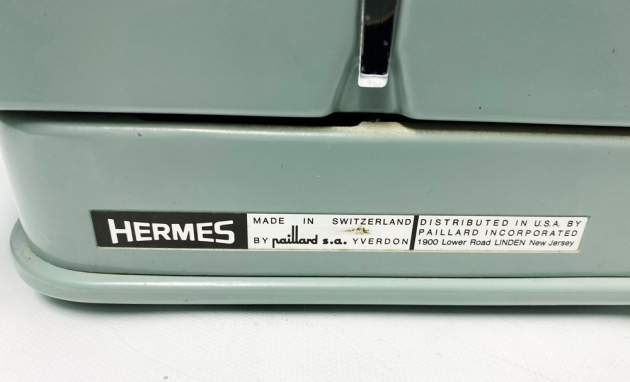 HERMES
MADE IN SWITZERLAND
BY paillard s.a. YVERDON
DISTRIBUTED IN U.S.A. BY
PAILLARD INCORPORATED
1900 Lower Road LINDEN New Jersey